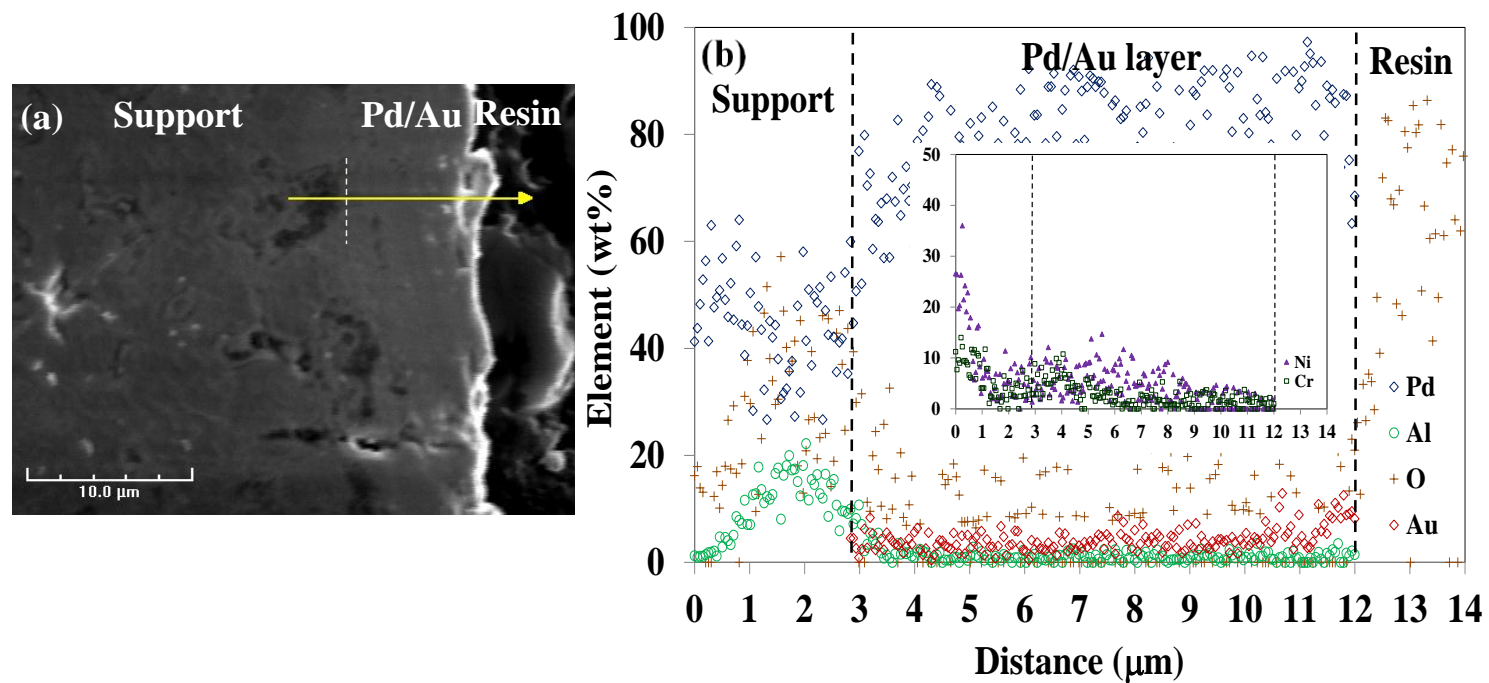 (a)
Support
Pd/Au
Resin
10.0 μm
(b)
Support
Pd/Au layer
Resin
Element (wt%)
100
80
60
40
20
0
0 1 2 3 4 5 6 7 8 9 10 11 12 13 14
Distance (μm)
50
40
30
20
10
0
0 1 2 3 4 5 6 7 8 9 10 11 12 13 14
Ni
Cr
Pd
Al
O
Au